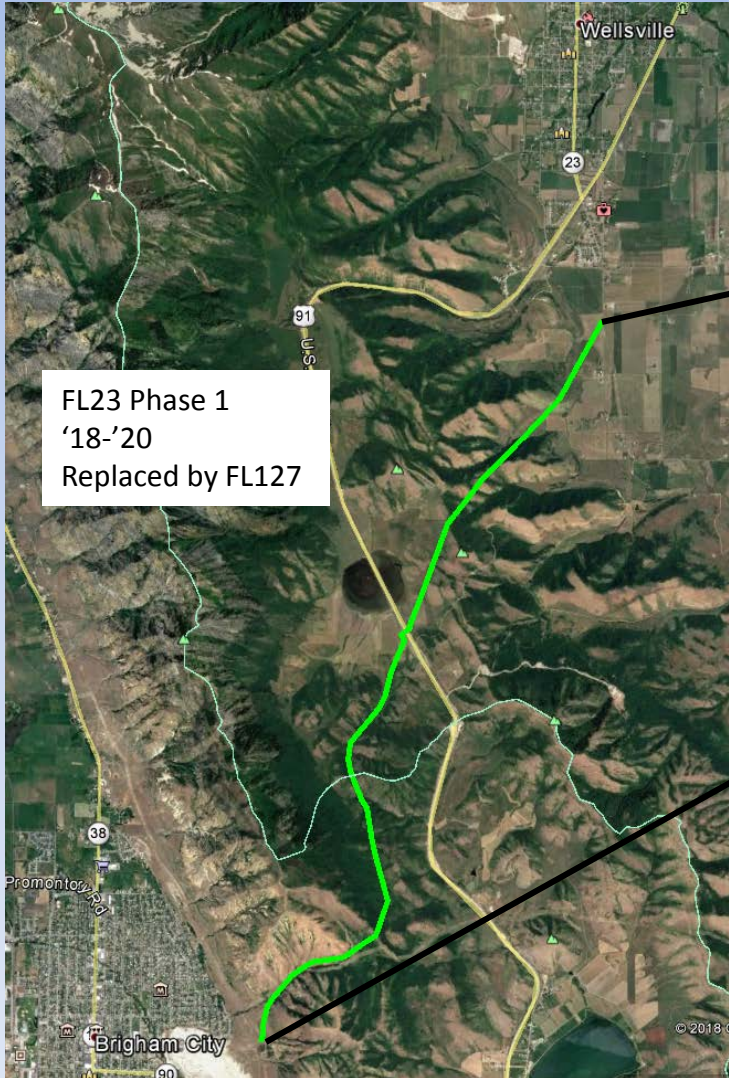 Wellsville
23
91
U.S.
FL23 Phase 1
‘18-’20
Replaced by FL127
38
Promontory Rd
Brigham City
90
© 2018